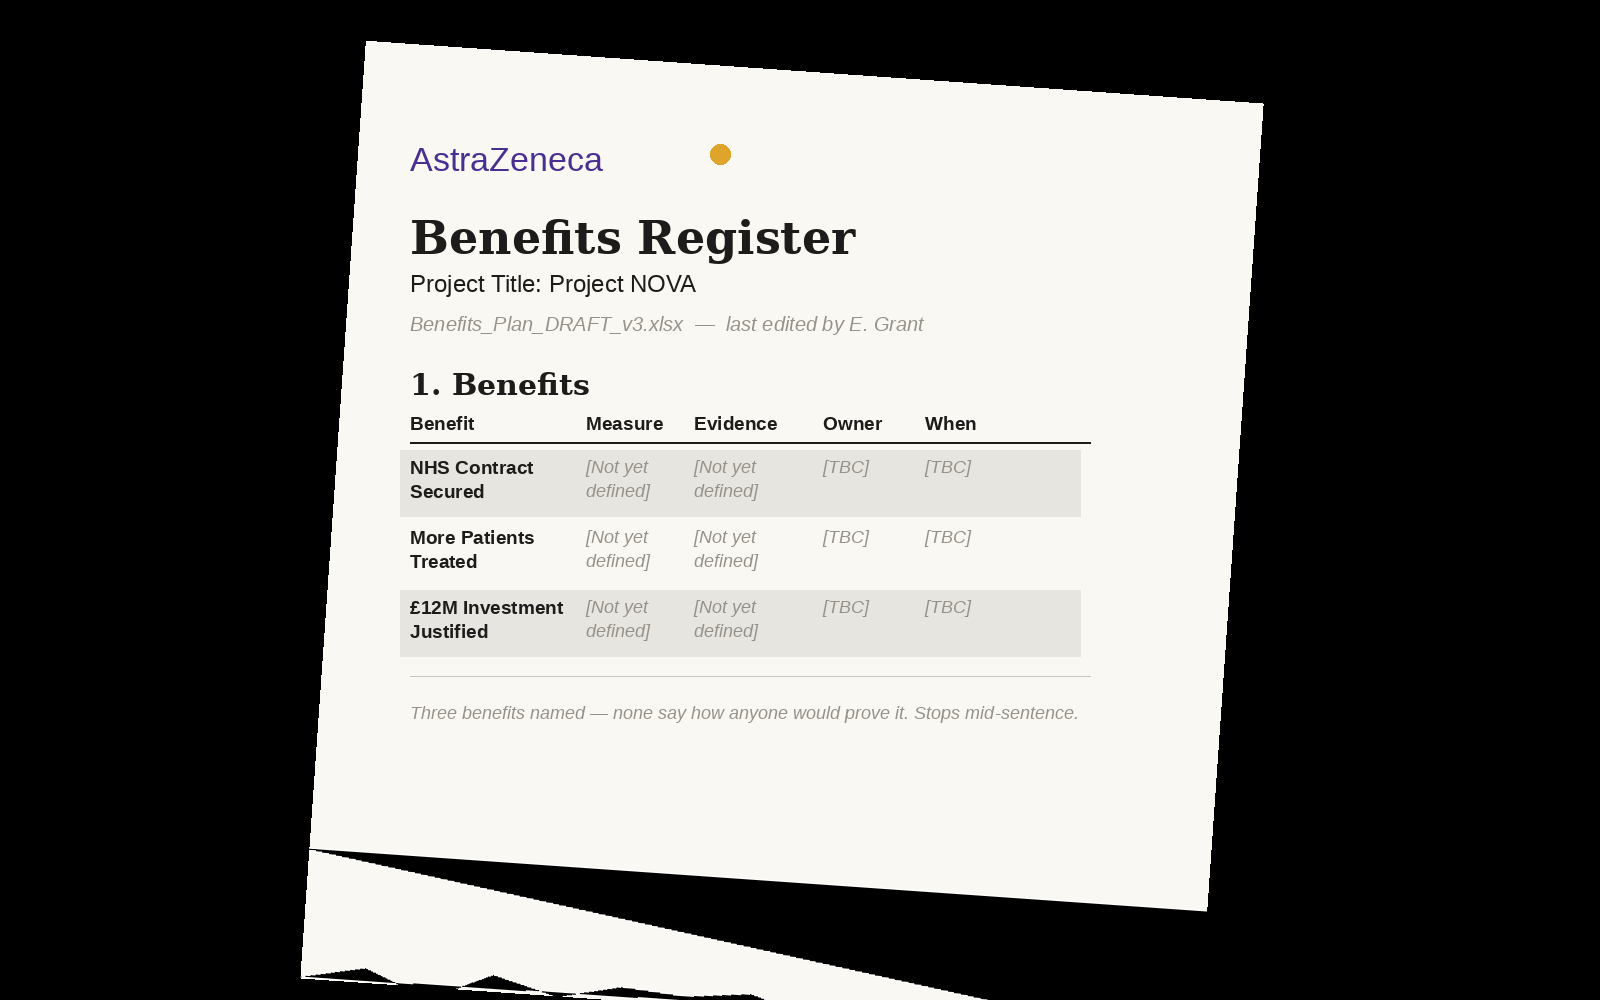 AstraZeneca
Benefits Register
Project Title: Project NOVA
Benefits_Plan_DRAFT_v3.xlsx — last edited by E. Grant
1. Benefits
Benefit Measure Evidence Owner When
NHS Contract [Not yet [Not yet [TBC] [TBC]
Secured defined] defined]
More Patients [Not yet [Not yet [TBC] [TBC]
Treated defined] defined]
£12M Investment [Not yet [Not yet [TBC] [TBC]
Justified defined] defined]
Three benefits named — none say how anyone would prove it. Stops mid-sentence.